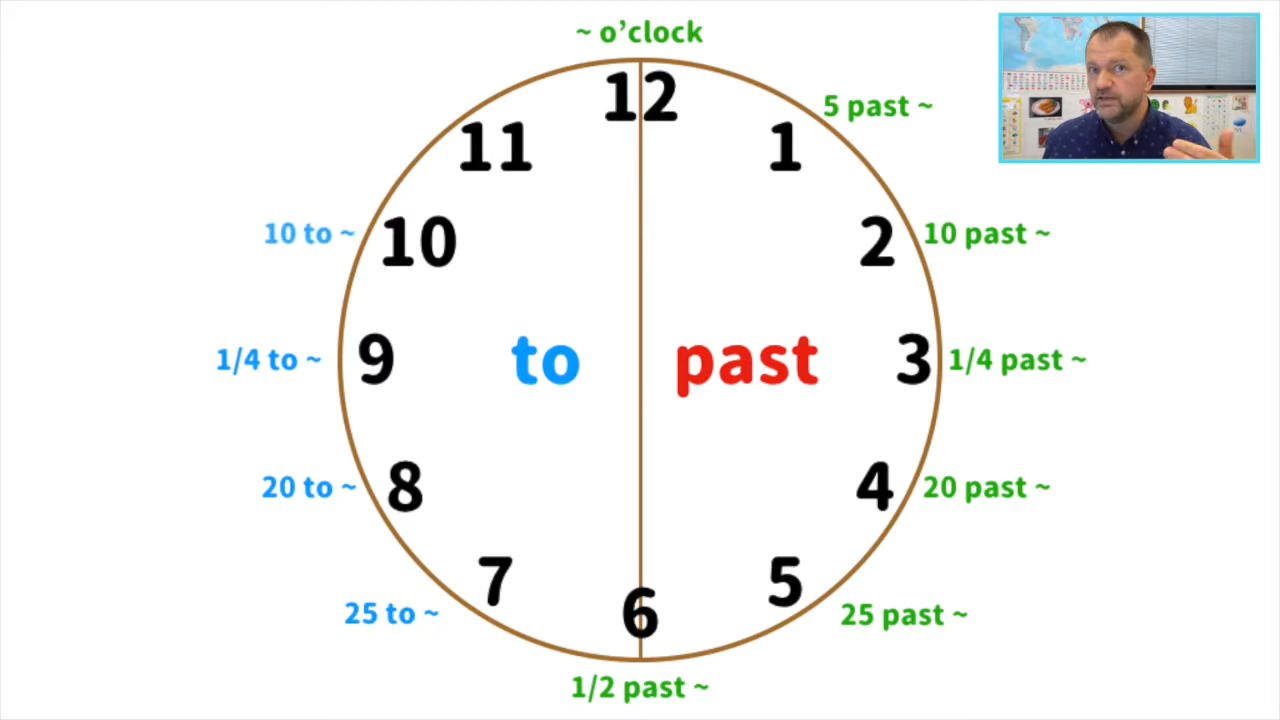 ~ o’clock
12
11
1
5 past ~
10 to ~
10
2
10 past ~
1/4 to ~
9
to
past
3
1/4 past ~
20 to ~
8
4
20 past ~
7
5
25 to ~
6
25 past ~
1/2 past ~